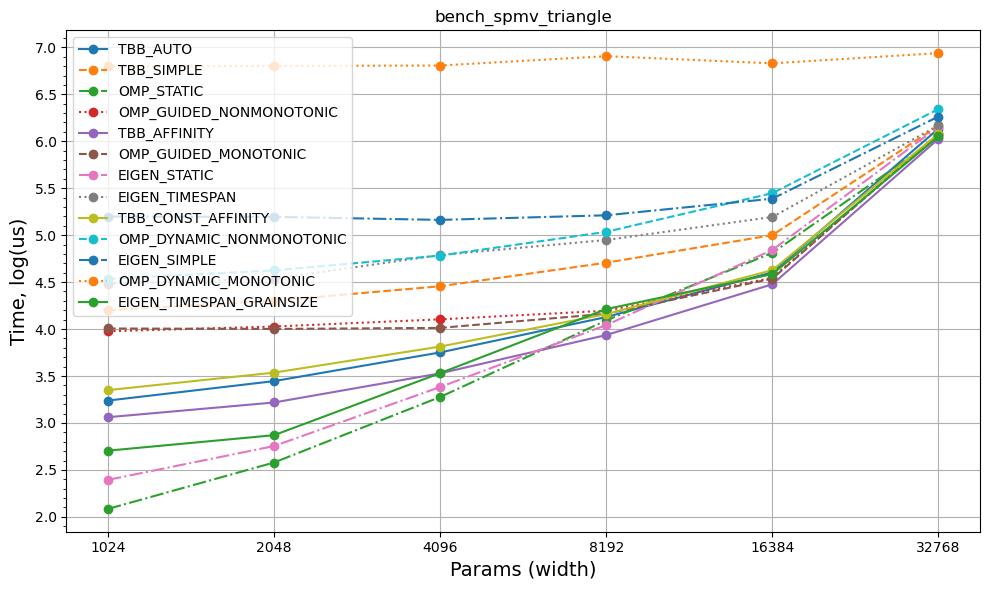 bench_spmv_triangle
Time, log(us)
7.0
6.5
6.0
5.5
5.0
4.5
4.0
3.5
3.0
2.5
2.0
TBB_AUTO
TBB_SIMPLE
OMP_STATIC
OMP_GUIDED_NONMONOTONIC
TBB_AFFINITY
OMP_GUIDED_MONOTONIC
EIGEN_STATIC
EIGEN_TIMESPAN
TBB_CONST_AFFINITY
OMP_DYNAMIC_NONMONOTONIC
EIGEN_SIMPLE
OMP_DYNAMIC_MONOTONIC
EIGEN_TIMESPAN_GRAINSIZE
1024 2048 4096 8192 16384 32768
Params (width)